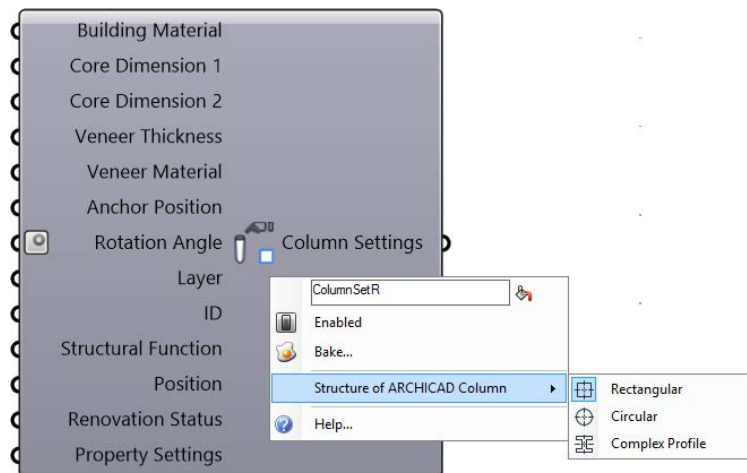 Building Material
Core Dimension 1
Core Dimension 2
Veneer Thickness
Veneer Material
Anchor Position
Rotation Angle
Layer
ID
Structural Function
Position
Renovation Status
Property Settings
Column Settings
ColumnSetR
Enabled
Bake...
Structure of ARCHICAD Column
Help...
Rectangular
Circular
Complex Profile